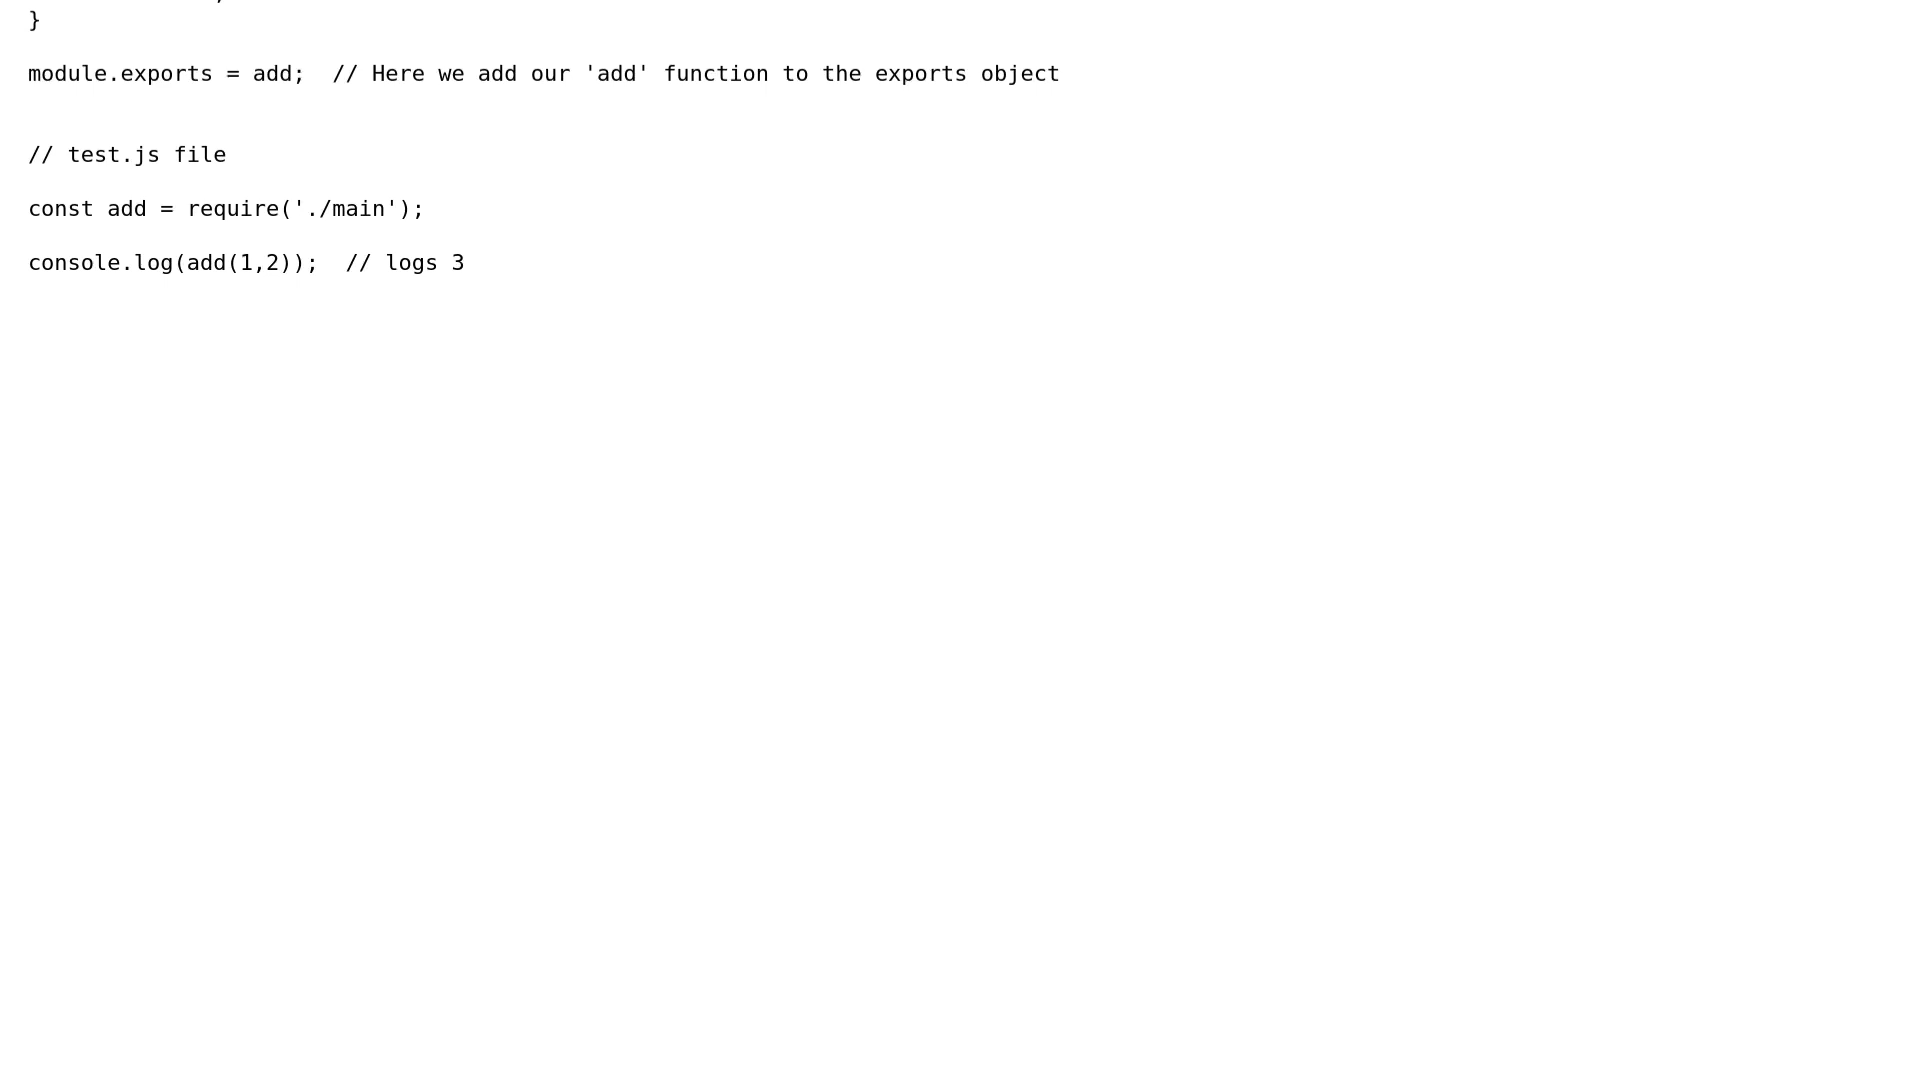 }
module.exports = add;  // Here we add our 'add' function to the exports object
// test.js file
const add = require('./main');
console.log(add(1,2));  // logs 3